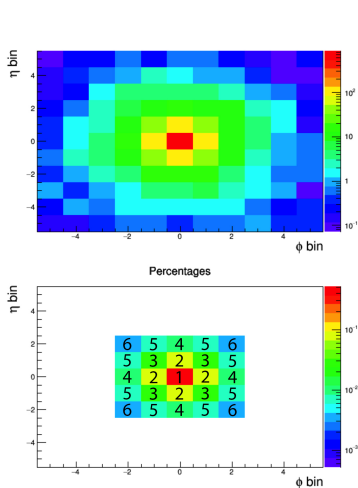 η bin
4
2
0
−2
−4
10²
10
1
10⁻¹
−4 −2 0 2 4
φ bin
Percentages
η bin
4
2
0
−2
−4
6 5 4 5 6
5 3 2 3 5
4 2 1 2 4
5 3 2 3 5
6 5 4 5 6
10⁻¹
10⁻²
10⁻³
−4 −2 0 2 4
φ bin